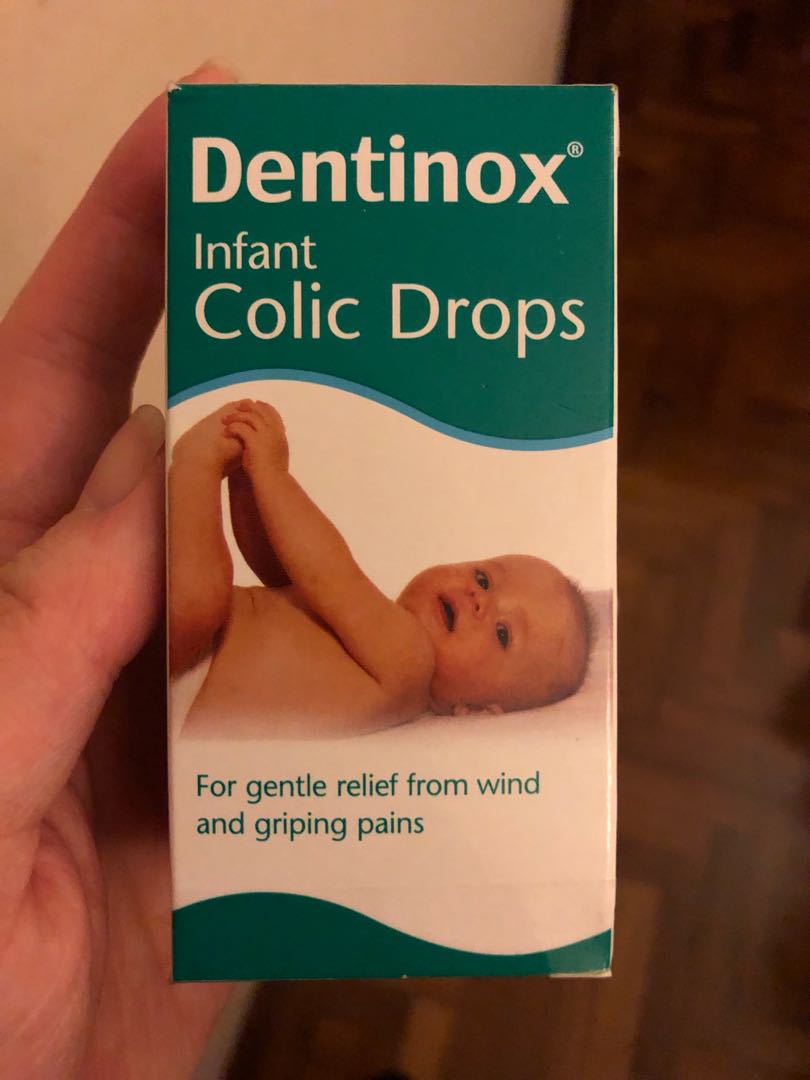 Dentinox®
Infant
Colic Drops
For gentle relief from wind
and griping pains